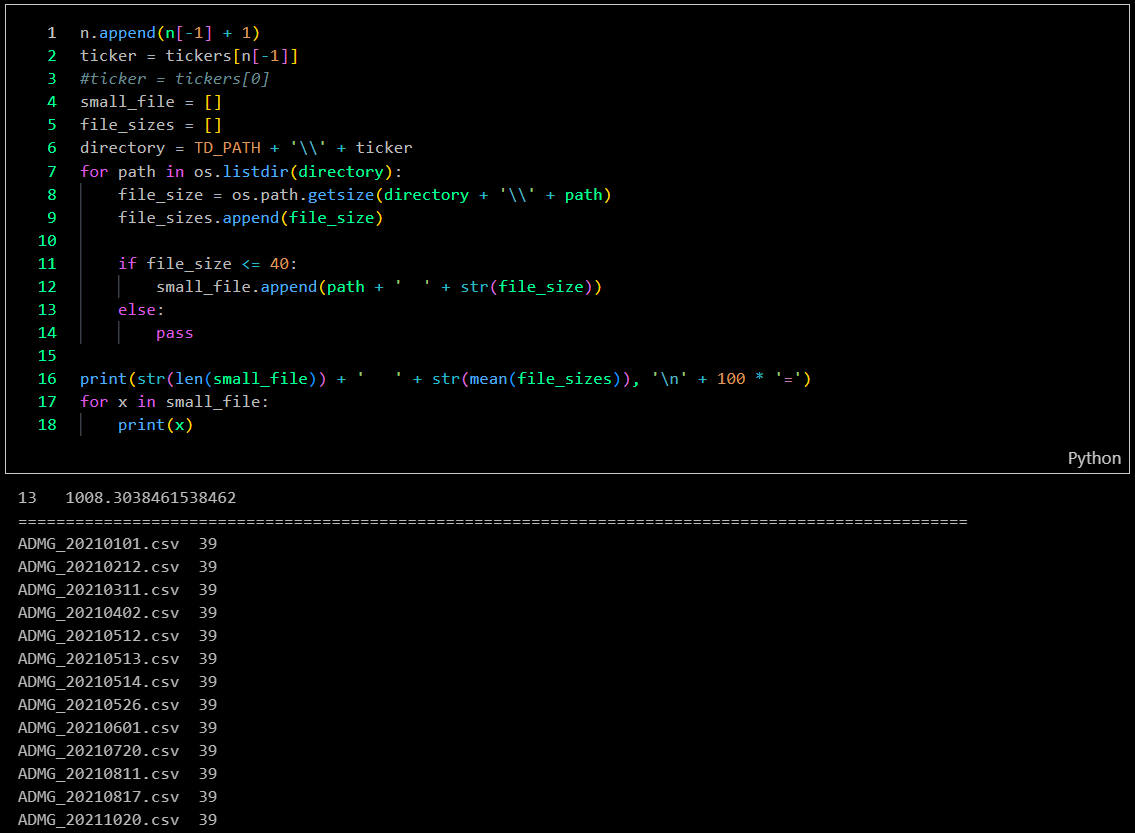 1 n.append(n[-1] + 1)
2 ticker = tickers[n[-1]]
3 #ticker = tickers[0]
4 small_file = []
5 file_sizes = []
6 directory = TD_PATH + '\\' + ticker
7 for path in os.listdir(directory):
8     file_size = os.path.getsize(directory + '\\' + path)
9     file_sizes.append(file_size)
10
11     if file_size <= 40:
12         small_file.append(path + '  ' + str(file_size))
13     else:
14         pass
15
16 print(str(len(small_file)) + '   ' + str(mean(file_sizes)), '\n' + 100 * '=')
17 for x in small_file:
18     print(x)
Python
13   1008.3038461538462
====================================================================================================
ADMG_20210101.csv  39
ADMG_20210212.csv  39
ADMG_20210311.csv  39
ADMG_20210402.csv  39
ADMG_20210512.csv  39
ADMG_20210513.csv  39
ADMG_20210514.csv  39
ADMG_20210526.csv  39
ADMG_20210601.csv  39
ADMG_20210720.csv  39
ADMG_20210811.csv  39
ADMG_20210817.csv  39
ADMG_20211020.csv  39